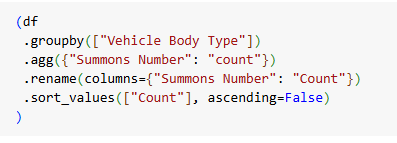 (df
 .groupby(["Vehicle Body Type"])
 .agg({"Summons Number": "count"})
 .rename(columns={"Summons Number": "Count"})
 .sort_values(["Count"], ascending=False)
)